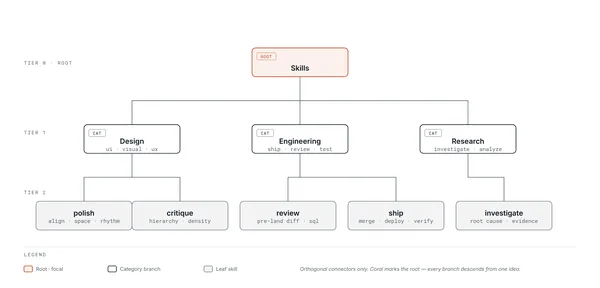 TIER 0 · ROOT
ROOT
Skills
TIER 1
CAT
Design
ui · visual · ux
CAT
Engineering
ship · review · test
CAT
Research
investigate · analyze
TIER 2
polish
align · space · rhythm
critique
hierarchy · density
review
pre-land diff · sql
ship
merge · deploy · verify
investigate
root cause · evidence
LEGEND
Root · focal
Category branch
Leaf skill
Orthogonal connectors only. Coral marks the root — every branch descends from one idea.